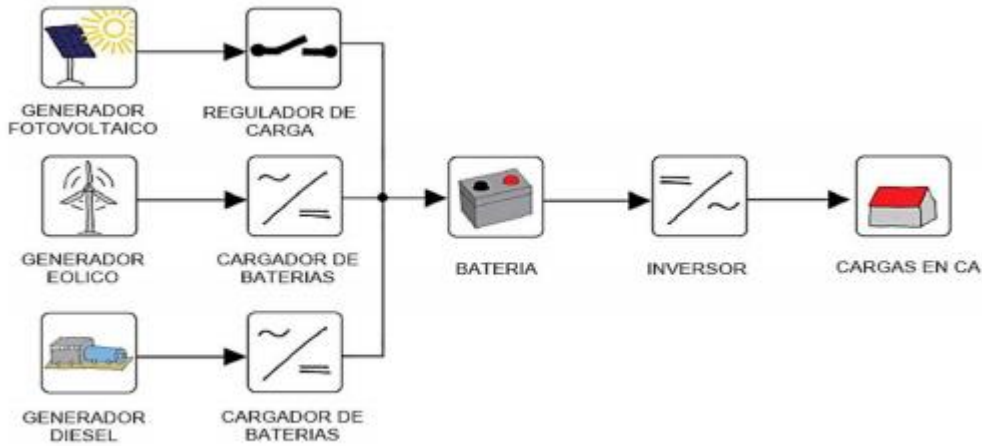 GENERADOR
FOTOVOLTAICO
REGULADOR DE
CARGA
GENERADOR
EOLICO
CARGADOR DE
BATERIAS
BATERIA
INVERSOR
CARGAS EN CA
GENERADOR
DIESEL
CARGADOR DE
BATERIAS